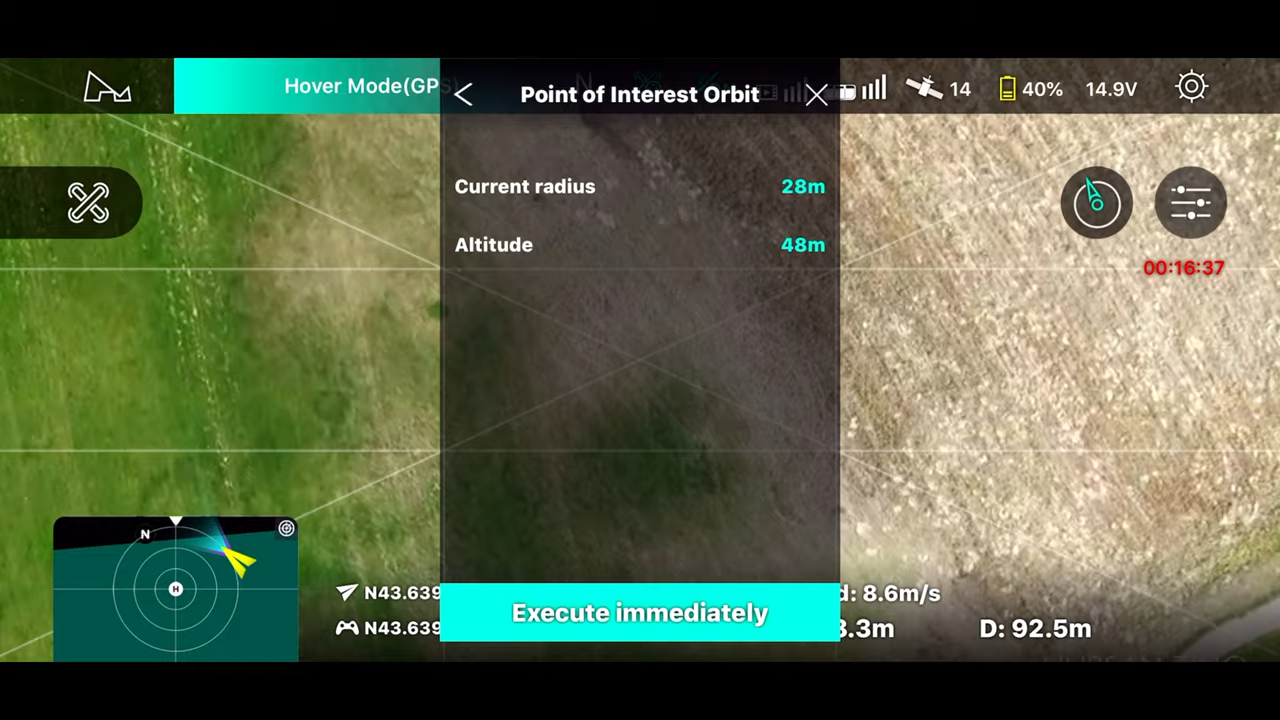 Hover Mode(GP
Point of Interest Orbit
14
40%
14.9V
Current radius
28m
Altitude
48m
00:16:37
N
H
N43.639
d: 8.6m/s
Execute immediately
N43.639
3.3m
D: 92.5m